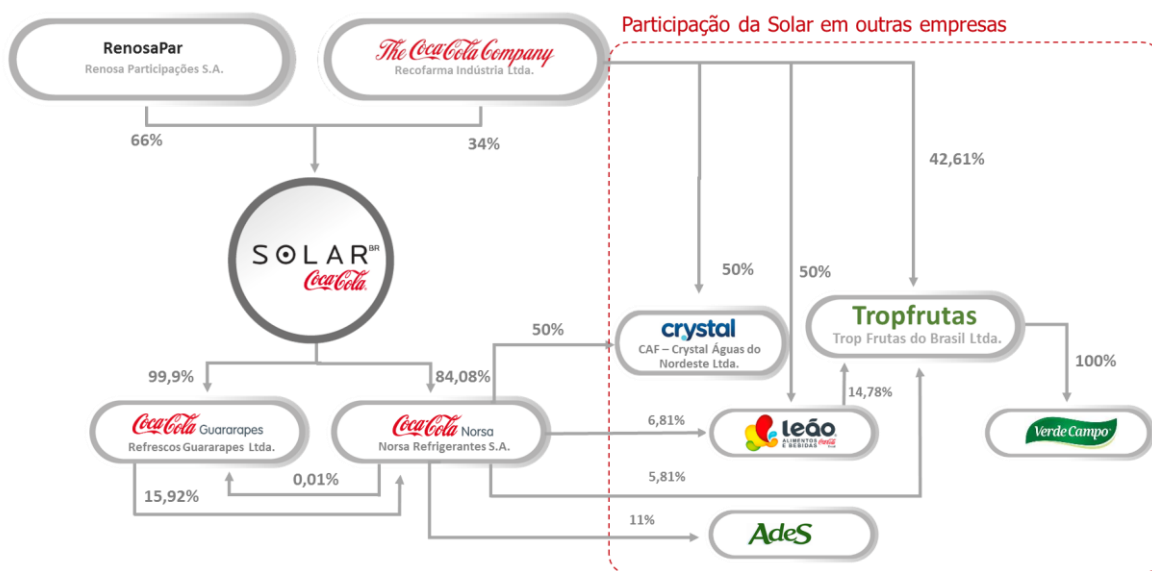 Participação da Solar em outras empresas
RenosaPar
Renosa Participações S.A.
The Coca-Cola Company
Recofarma Indústria Ltda.
66%
34%
42,61%
SOLAR BR
Coca-Cola
50%
50%
50%
crystal
CAF – Crystal Águas do
Nordeste Ltda.
Tropfrutas
Trop Frutas do Brasil Ltda.
100%
99,9%
84,08%
14,78%
Coca-Cola Guararapes
Refrescos Guararapes Ltda.
Coca-Cola Norsa
Norsa Refrigerantes S.A.
6,81%
leão
ALIMENTOS
E BEBIDAS
Verde Campo
0,01%
15,92%
5,81%
11%
AdeS